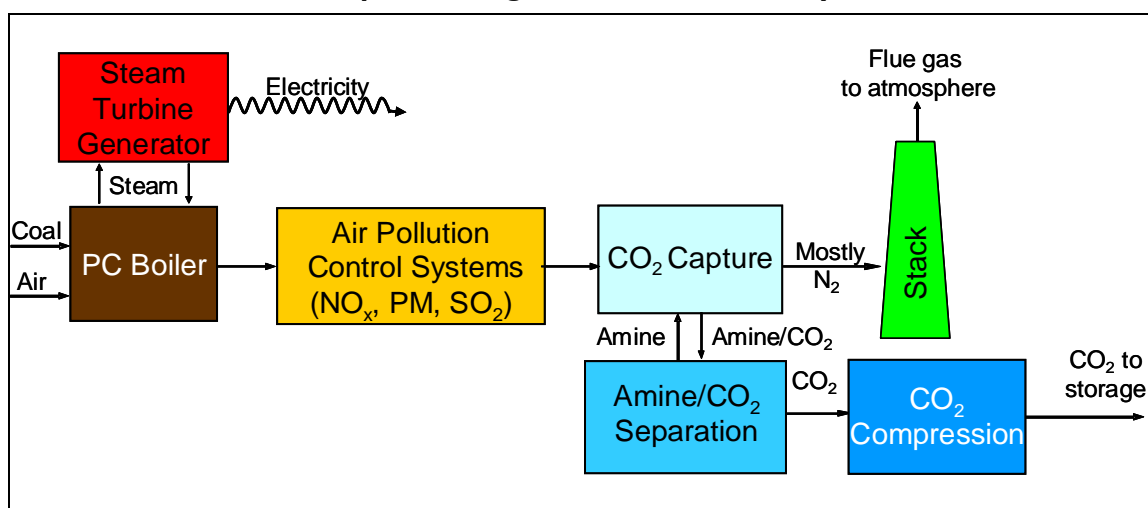 Steam
Turbine
Generator
Electricity
Flue gas
to atmosphere
Steam
Coal
Air
PC Boiler
Air Pollution
Control Systems
(NOₓ, PM, SO₂)
CO₂ Capture
Mostly
N₂
Stack
Amine
Amine/CO₂
Amine/CO₂
Separation
CO₂
CO₂
Compression
CO₂ to
storage